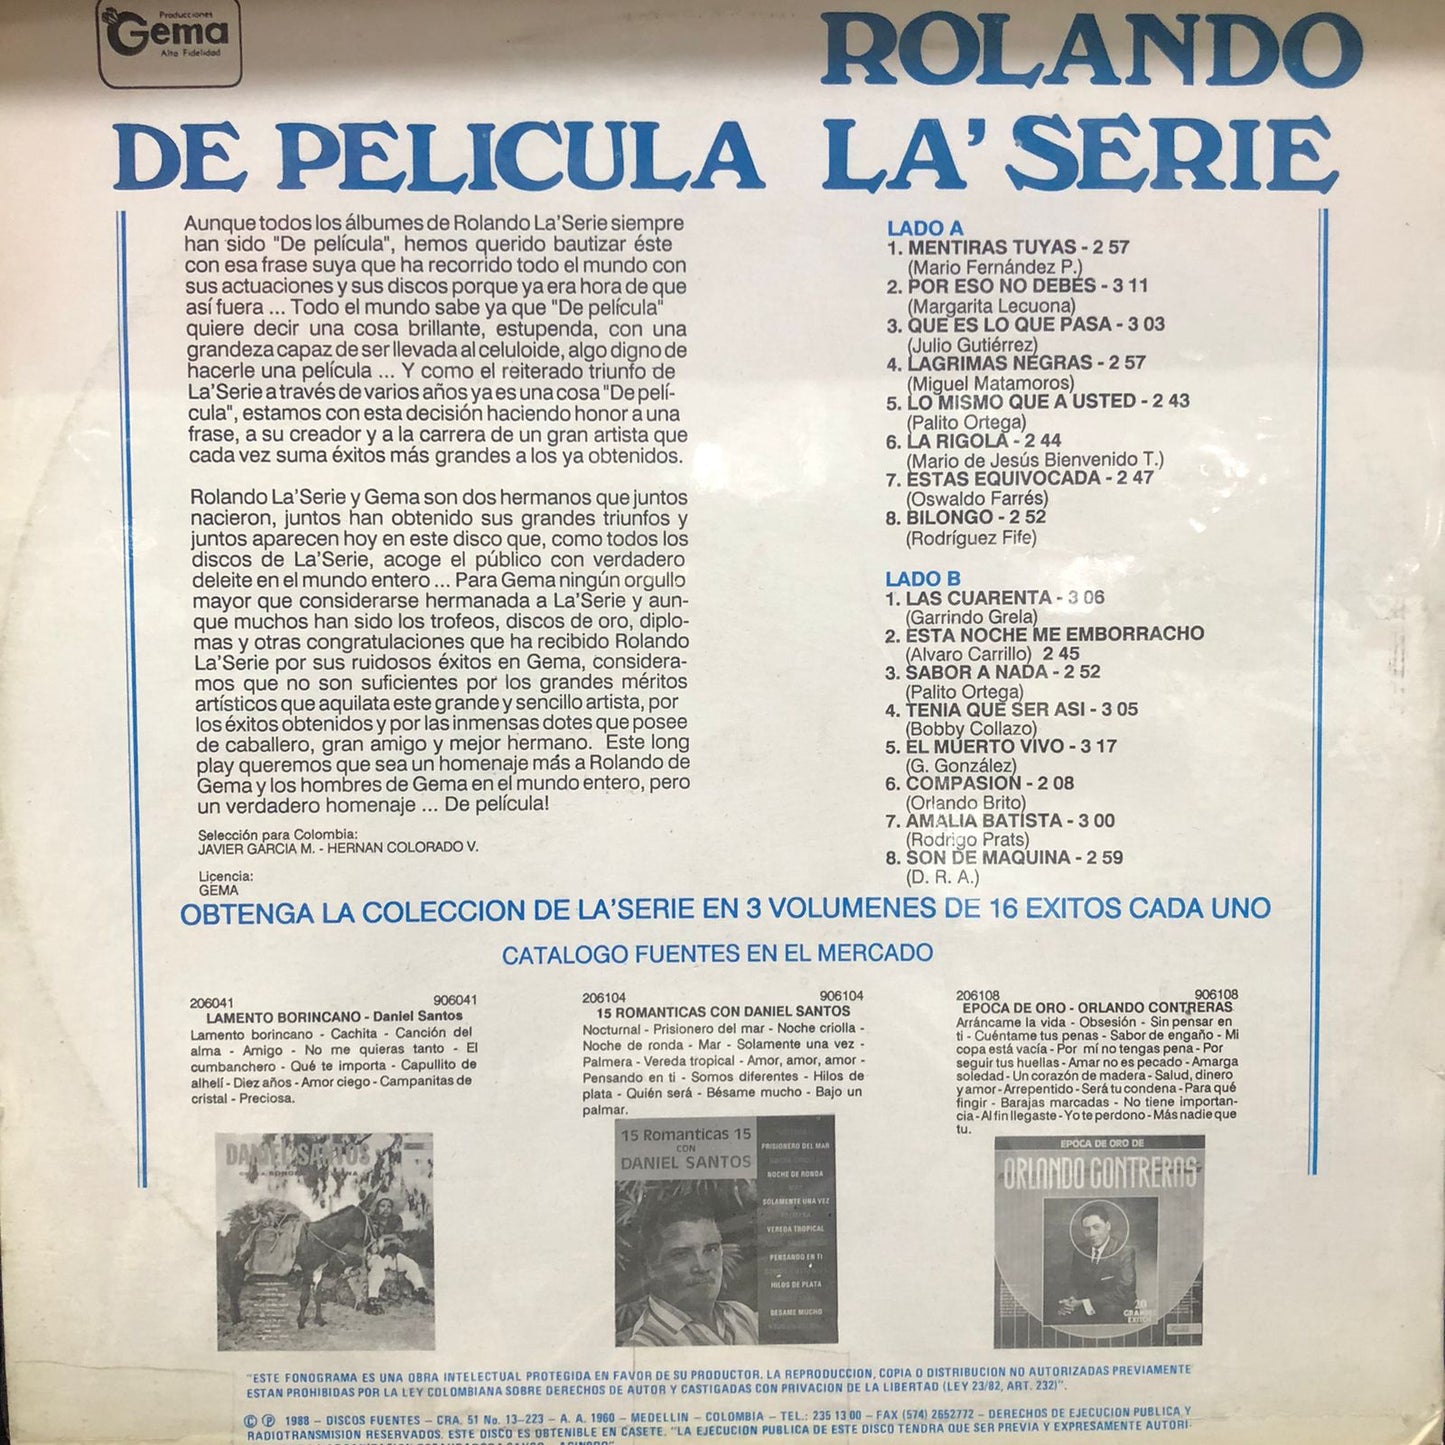 Producciones
Gema
Alta Fidelidad
ROLANDO
DE PELICULA LA'SERIE
Aunque todos los álbumes de Rolando La'Serie siempre
han sido "De película", hemos querido bautizar éste
con esa frase suya que ha recorrido todo el mundo con
sus actuaciones y sus discos porque ya era hora de que
así fuera ... Todo el mundo sabe ya que "De película"
quiere decir una cosa brillante, estupenda, con una
grandeza capaz de ser llevada al celuloide, algo digno de
hacerle una película ... Y como el reiterado triunfo de
La'Serie a través de varios años ya es una cosa "De pelí-
cula", estamos con esta decisión haciendo honor a una
frase, a su creador y a la carrera de un gran artista que
cada vez suma éxitos más grandes a los ya obtenidos.
Rolando La'Serie y Gema son dos hermanos que juntos
nacieron, juntos han obtenido sus grandes triunfos y
juntos aparecen hoy en este disco que, como todos los
discos de La'Serie, acoge el público con verdadero
deleite en el mundo entero ... Para Gema ningún orgullo
mayor que considerarse hermanada a La'Serie y aun-
que muchos han sido los trofeos, discos de oro, diplo-
mas y otras congratulaciones que ha recibido Rolando
La'Serie por sus ruidosos éxitos en Gema, considera-
mos que no son suficientes por los grandes méritos
artísticos que aquilata este grande y sencillo artista, por
los éxitos obtenidos y por las inmensas dotes que posee
de caballero, gran amigo y mejor hermano. Este long
play queremos que sea un homenaje más a Rolando de
Gema y los hombres de Gema en el mundo entero, pero
un verdadero homenaje ... De película!
Selección para Colombia:
JAVIER GARCIA M. - HERNAN COLORADO V.
Licencia:
GEMA
LADO A
1. MENTIRAS TUYAS - 2 57
(Mario Fernández P.)
2. POR ESO NO DEBES - 3 11
(Margarita Lecuona)
3. QUE ES LO QUE PASA - 3 03
(Julio Gutiérrez)
4. LAGRIMAS NEGRAS - 2 57
(Miguel Matamoros)
5. LO MISMO QUE A USTED - 2 43
(Palito Ortega)
6. LA RIGOLA - 2 44
(Mario de Jesús Bienvenido T.)
7. ESTAS EQUIVOCADA - 2 47
(Oswaldo Farrés)
8. BILONGO - 2 52
(Rodríguez Fife)
LADO B
1. LAS CUARENTA - 3 06
(Garrindo Grela)
2. ESTA NOCHE ME EMBORRACHO
(Alvaro Carrillo) 2 45
3. SABOR A NADA - 2 52
(Palito Ortega)
4. TENIA QUE SER ASI - 3 05
(Bobby Collazo)
5. EL MUERTO VIVO - 3 17
(G. González)
6. COMPASION - 2 08
(Orlando Brito)
7. AMALIA BATISTA - 3 00
(Rodrigo Prats)
8. SON DE MAQUINA - 2 59
(D. R. A.)
OBTENGA LA COLECCION DE LA'SERIE EN 3 VOLUMENES DE 16 EXITOS CADA UNO
CATALOGO FUENTES EN EL MERCADO
206041 906041
LAMENTO BORINCANO - Daniel Santos
Lamento borincano - Cachita - Canción del
alma - Amigo - No me quieras tanto - El
cumbanchero - Qué te importa - Capullito de
alhelí - Diez años - Amor ciego - Campanitas de
cristal - Preciosa.
DANIEL SANTOS
206104 906104
15 ROMANTICAS CON DANIEL SANTOS
Nocturnal - Prisionero del mar - Noche criolla -
Noche de ronda - Mar - Solamente una vez -
Palmera - Vereda tropical - Amor, amor, amor -
Pensando en ti - Somos diferentes - Hilos de
plata - Quién será - Bésame mucho - Bajo un
palmar.
15 Romanticas 15
CON
DANIEL SANTOS
PRISIONERO DEL MAR
NOCHE DE RONDA
SOLAMENTE UNA VEZ
VEREDA TROPICAL
PENSANDO EN TI
HILOS DE PLATA
BESAME MUCHO
206108 906108
EPOCA DE ORO - ORLANDO CONTRERAS
Arráncame la vida - Obsesión - Sin pensar en
ti - Cuéntame tus penas - Sabor de engaño - Mi
copa está vacía - Por mí no tengas pena - Por
seguir tus huellas - Amar no es pecado - Amarga
soledad - Un corazón de madera - Salud, dinero
y amor - Arrepentido - Será tu condena - Para qué
fingir - Barajas marcadas - No tiene importan-
cia - Al fin llegaste - Yo te perdono - Más nadie que
tu.
EPOCA DE ORO DE
ORLANDO CONTRERAS
20
GRANDES
EXITOS
"ESTE FONOGRAMA ES UNA OBRA INTELECTUAL PROTEGIDA EN FAVOR DE SU PRODUCTOR. LA REPRODUCCION, COPIA O DISTRIBUCION NO AUTORIZADAS PREVIAMENTE
ESTAN PROHIBIDAS POR LA LEY COLOMBIANA SOBRE DERECHOS DE AUTOR Y CASTIGADAS CON PRIVACION DE LA LIBERTAD (LEY 23/82, ART. 232)".
© ℗ 1988 – DISCOS FUENTES – CRA. 51 No. 13-223 – A. A. 1960 – MEDELLIN – COLOMBIA – TEL.: 235 13 00 – FAX (574) 2652772 – DERECHOS DE EJECUCION PUBLICA Y
RADIOTRANSMISION RESERVADOS. ESTE DISCO ES OBTENIBLE EN CASETE. "LA EJECUCION PUBLICA DE ESTE DISCO TENDRA QUE SER PREVIA Y EXPRESAMENTE AUTORI-